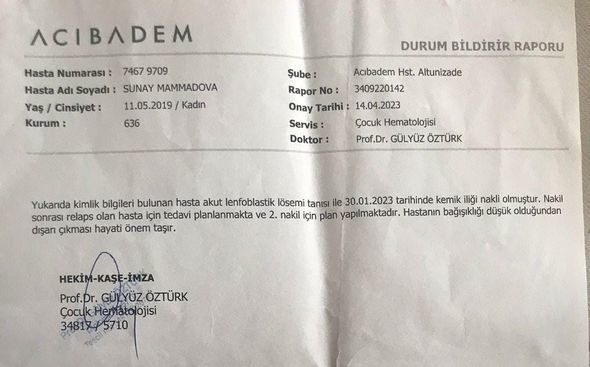 ACIBADEM
DURUM BİLDİRİR RAPORU
Hasta Numarası : 7467 9709
Hasta Adı Soyadı : SUNAY MAMMADOVA
Yaş / Cinsiyet : 11.05.2019 / Kadın
Kurum : 636
Şube : Acıbadem Hst. Altunizade
Rapor No : 3409220142
Onay Tarihi : 14.04.2023
Servis : Çocuk Hematolojisi
Doktor : Prof.Dr. GÜLYÜZ ÖZTÜRK
Yukarıda kimlik bilgileri bulunan hasta akut lenfoblastik lösemi tanısı ile 30.01.2023 tarihinde kemik iliği nakli olmuştur. Nakil
sonrası relaps olan hasta için tedavi planlanmakta ve 2. nakil için plan yapılmaktadır. Hastanın bağışıklığı düşük olduğundan
dışarı çıkması hayati önem taşır.
HEKİM-KAŞE-İMZA
Prof.Dr. GÜLYÜZ ÖZTÜRK
Çocuk Hematolojisi
34817 / 5710